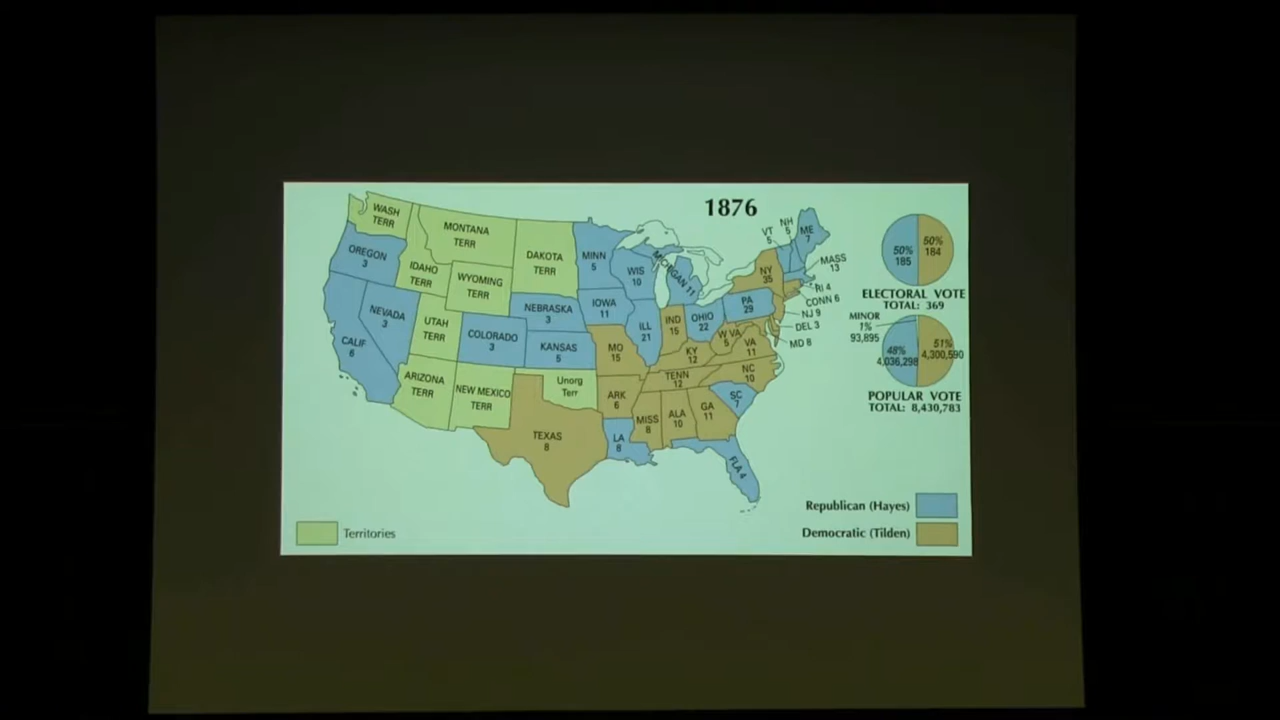 1876
WASH
TERR
MONTANA
TERR
DAKOTA
TERR
MINN
5
OREGON
3
IDAHO
TERR
WYOMING
TERR
WIS
10
MICHIGAN 11
VT
5
NH
5
ME
7
MASS
13
NY
35
RI 4
CONN 6
NJ 9
DEL 3
MD 8
NEVADA
3
CALIF
6
UTAH
TERR
COLORADO
3
NEBRASKA
3
KANSAS
5
IOWA
11
ILL
21
IND
15
OHIO
22
PA
29
W VA
5
VA
11
MO
15
KY
12
ARIZONA
TERR
NEW MEXICO
TERR
Unorg
Terr
ARK
6
TENN
12
NC
10
SC
7
TEXAS
8
LA
8
MISS
8
ALA
10
GA
11
FLA 4
50%
185
50%
184
ELECTORAL VOTE
TOTAL: 369
MINOR
1%
93,895
48%
4,036,298
51%
4,300,590
POPULAR VOTE
TOTAL: 8,430,783
Republican (Hayes)
Democratic (Tilden)
Territories